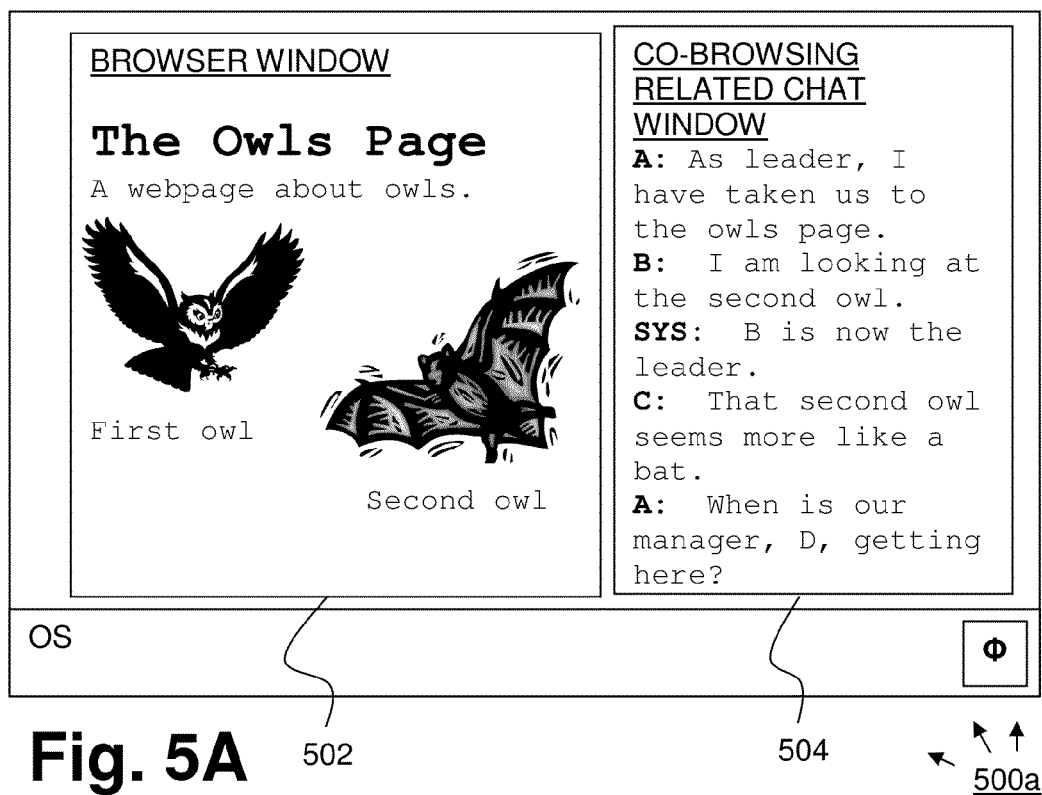 BROWSER WINDOW
The Owls Page
A webpage about owls.
First owl
Second owl
CO-BROWSING
RELATED CHAT
WINDOW
A: As leader, I
have taken us to
the owls page.
B: I am looking at
the second owl.
SYS: B is now the
leader.
C: That second owl
seems more like a
bat.
A: When is our
manager, D, getting
here?
OS
Φ
Fig. 5A
502
504
500a